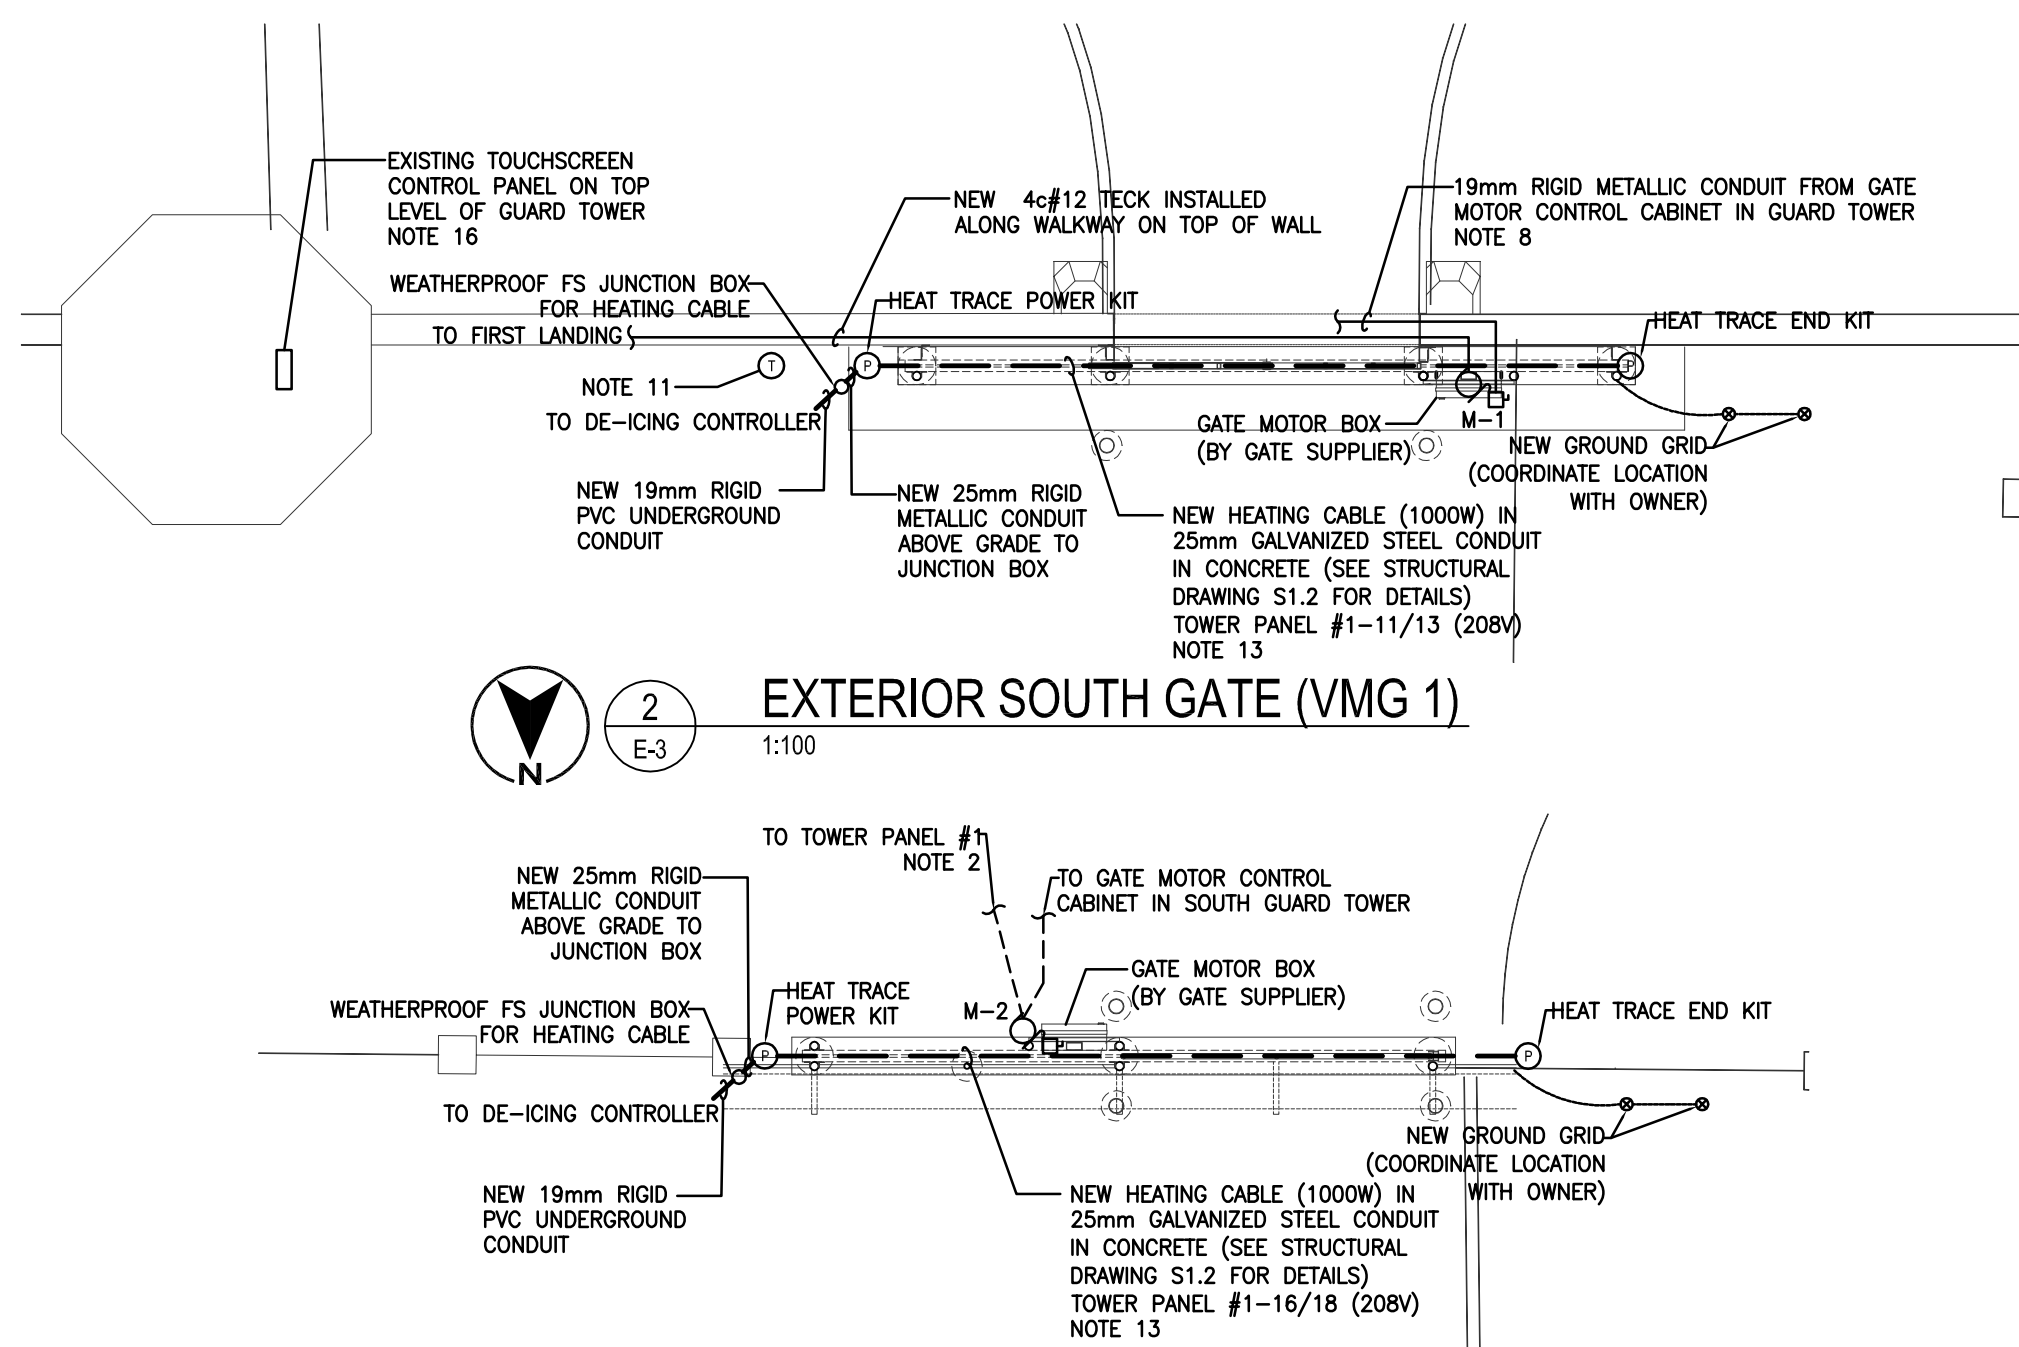 EXISTING TOUCHSCREEN
CONTROL PANEL ON TOP
LEVEL OF GUARD TOWER
NOTE 16
NEW 4c#12 TECK INSTALLED
ALONG WALKWAY ON TOP OF WALL
19mm RIGID METALLIC CONDUIT FROM GATE
MOTOR CONTROL CABINET IN GUARD TOWER
NOTE 8
WEATHERPROOF FS JUNCTION BOX
FOR HEATING CABLE
HEAT TRACE POWER KIT
TO FIRST LANDING
HEAT TRACE END KIT
T
P
P
NOTE 11
TO DE-ICING CONTROLLER
GATE MOTOR BOX
(BY GATE SUPPLIER)
M-1
NEW GROUND GRID
(COORDINATE LOCATION
WITH OWNER)
NEW 19mm RIGID
PVC UNDERGROUND
CONDUIT
NEW 25mm RIGID
METALLIC CONDUIT
ABOVE GRADE TO
JUNCTION BOX
NEW HEATING CABLE (1000W) IN
25mm GALVANIZED STEEL CONDUIT
IN CONCRETE (SEE STRUCTURAL
DRAWING S1.2 FOR DETAILS)
TOWER PANEL #1-11/13 (208V)
NOTE 13
N
2
E-3
EXTERIOR SOUTH GATE (VMG 1)
1:100
TO TOWER PANEL #1
NOTE 2
NEW 25mm RIGID
METALLIC CONDUIT
ABOVE GRADE TO
JUNCTION BOX
TO GATE MOTOR CONTROL
CABINET IN SOUTH GUARD TOWER
GATE MOTOR BOX
(BY GATE SUPPLIER)
HEAT TRACE
POWER KIT
M-2
WEATHERPROOF FS JUNCTION BOX
FOR HEATING CABLE
HEAT TRACE END KIT
P
P
TO DE-ICING CONTROLLER
NEW GROUND GRID
(COORDINATE LOCATION
WITH OWNER)
NEW 19mm RIGID
PVC UNDERGROUND
CONDUIT
NEW HEATING CABLE (1000W) IN
25mm GALVANIZED STEEL CONDUIT
IN CONCRETE (SEE STRUCTURAL
DRAWING S1.2 FOR DETAILS)
TOWER PANEL #1-16/18 (208V)
NOTE 13